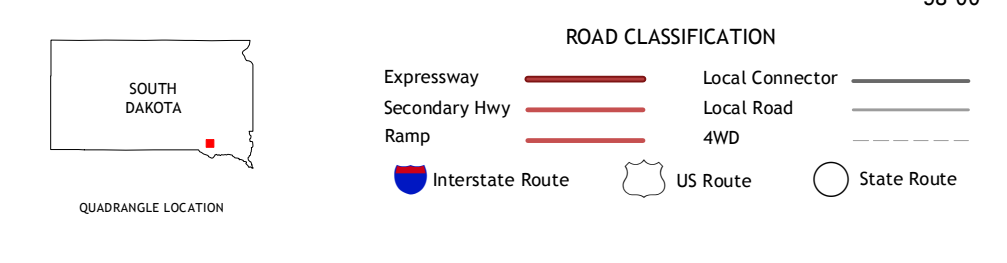 ROAD CLASSIFICATION
SOUTH
DAKOTA
QUADRANGLE LOCATION
Expressway
Local Connector
Secondary Hwy
Local Road
Ramp
4WD
Interstate Route
US Route
State Route